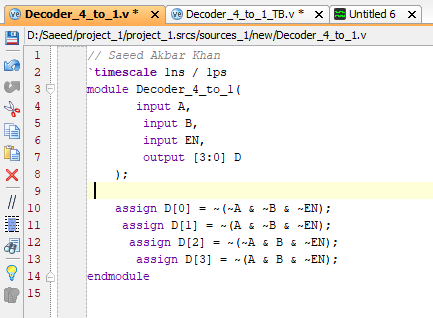 Decoder_4_to_1.v * × Decoder_4_to_1_TB.v * × Untitled 6
D:/Saeed/project_1/project_1.srcs/sources_1/new/Decoder_4_to_1.v
1 // Saeed Akbar Khan
2 `timescale 1ns / 1ps
3 module Decoder_4_to_1(
4 input A,
5 input B,
6 input EN,
7 output [3:0] D
8 );
9
10 assign D[0] = ~(~A & ~B & ~EN);
11 assign D[1] = ~(A & ~B & ~EN);
12 assign D[2] = ~(~A & B & ~EN);
13 assign D[3] = ~(A & B & ~EN);
14 endmodule
15